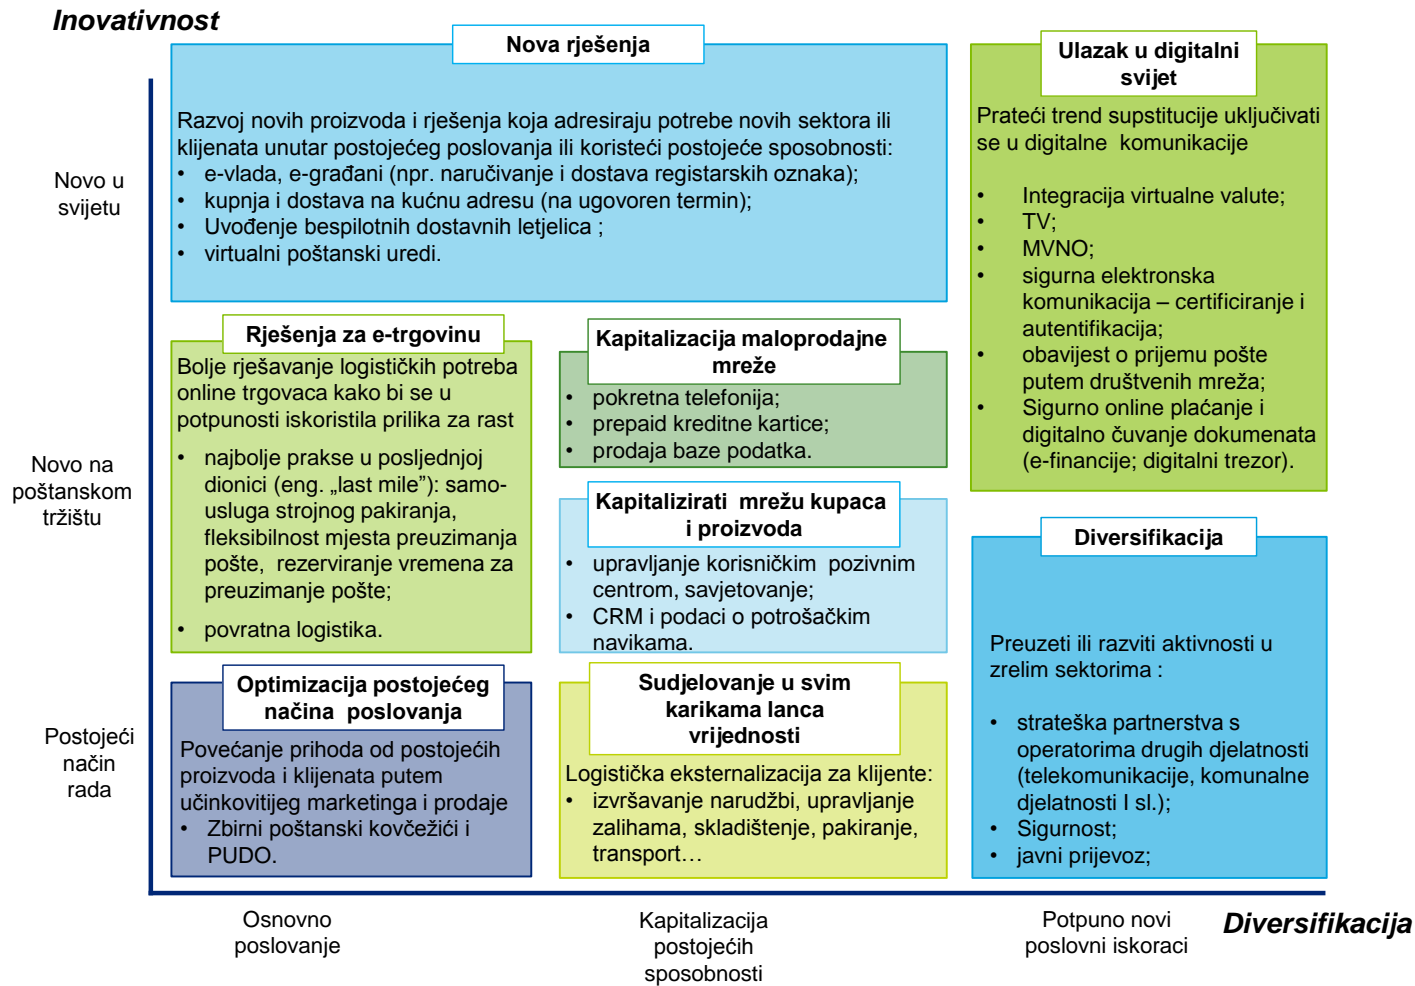 Inovativnost
Nova rješenja
Razvoj novih proizvoda i rješenja koja adresiraju potrebe novih sektora ili
klijenata unutar postojećeg poslovanja ili koristeći postojeće sposobnosti:
• e-vlada, e-građani (npr. naručivanje i dostava registarskih oznaka);
• kupnja i dostava na kućnu adresu (na ugovoren termin);
• Uvođenje bespilotnih dostavnih letjelica ;
• virtualni poštanski uredi.
Ulazak u digitalni
svijet
Prateći trend supstitucije uključivati
se u digitalne komunikacije
• Integracija virtualne valute;
• TV;
• MVNO;
• sigurna elektronska
komunikacija – certificiranje i
autentifikacija;
• obavijest o prijemu pošte
putem društvenih mreža;
• Sigurno online plaćanje i
digitalno čuvanje dokumenata
(e-financije; digitalni trezor).
Novo u
svijetu
Rješenja za e-trgovinu
Bolje rješavanje logističkih potreba
online trgovaca kako bi se u
potpunosti iskoristila prilika za rast
• najbolje prakse u posljednjoj
dionici (eng. „last mile”): samo-
usluga strojnog pakiranja,
fleksibilnost mjesta preuzimanja
pošte, rezerviranje vremena za
preuzimanje pošte;
• povratna logistika.
Kapitalizacija maloprodajne
mreže
• pokretna telefonija;
• prepaid kreditne kartice;
• prodaja baze podatka.
Novo na
poštanskom
tržištu
Kapitalizirati mrežu kupaca
i proizvoda
• upravljanje korisničkim pozivnim
centrom, savjetovanje;
• CRM i podaci o potrošačkim
navikama.
Diversifikacija
Preuzeti ili razviti aktivnosti u
zrelim sektorima :
• strateška partnerstva s
operatorima drugih djelatnosti
(telekomunikacije, komunalne
djelatnosti I sl.);
• Sigurnost;
• javni prijevoz;
Optimizacija postojećeg
načina poslovanja
Povećanje prihoda od postojećih
proizvoda i klijenata putem
učinkovitijeg marketinga i prodaje
• Zbirni poštanski kovčežići i
PUDO.
Sudjelovanje u svim
karikama lanca
vrijednosti
Logistička eksternalizacija za klijente:
• izvršavanje narudžbi, upravljanje
zalihama, skladištenje, pakiranje,
transport…
Postojeći
način
rada
Osnovno
poslovanje
Kapitalizacija
postojećih
sposobnosti
Potpuno novi
poslovni iskoraci
Diversifikacija